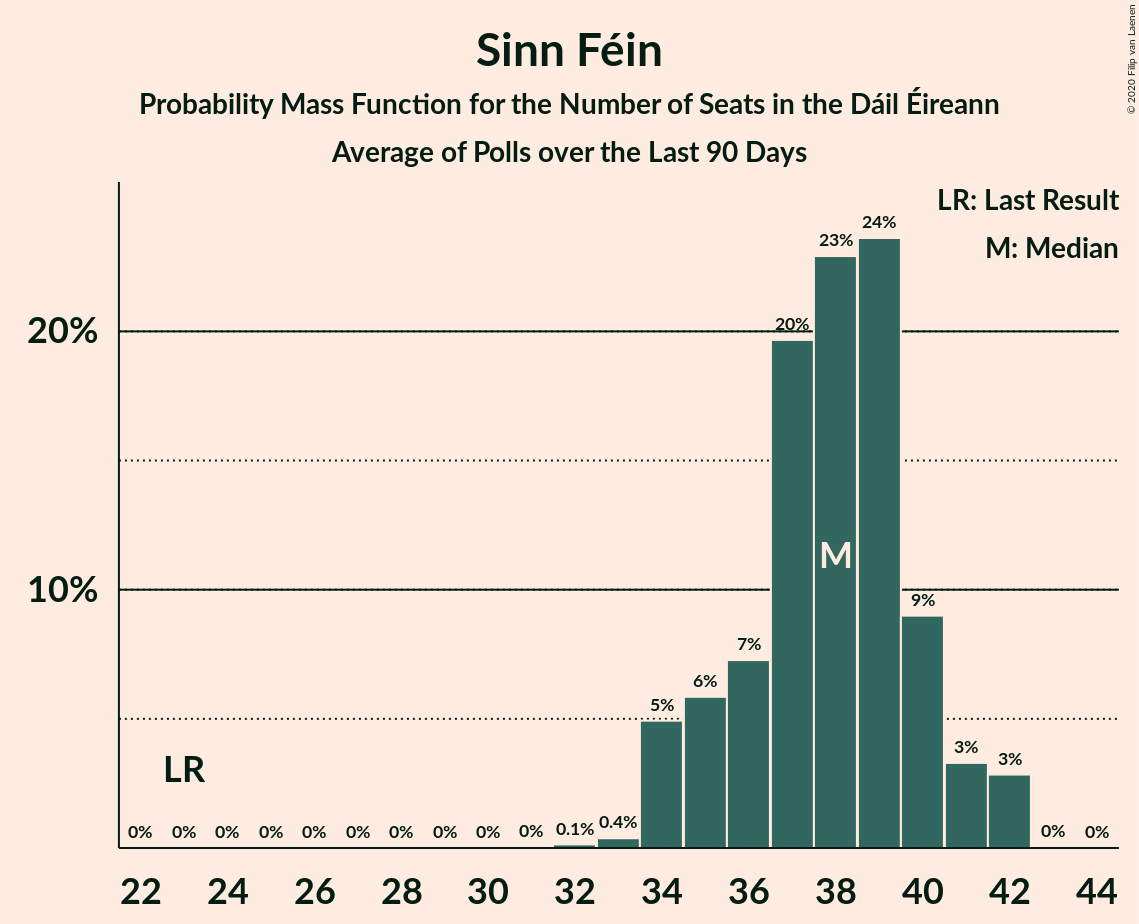 Sinn Féin
Probability Mass Function for the Number of Seats in the Dáil Éireann
Average of Polls over the Last 90 Days
© 2020 Filip van Laenen
LR: Last Result
M: Median
20%
10%
0% 0% 0% 0% 0% 0% 0% 0% 0% 0% 0.1% 0.4% 5% 6% 7% 20% 23% 24% 9% 3% 3% 0% 0%
LR
M
22 24 26 28 30 32 34 36 38 40 42 44